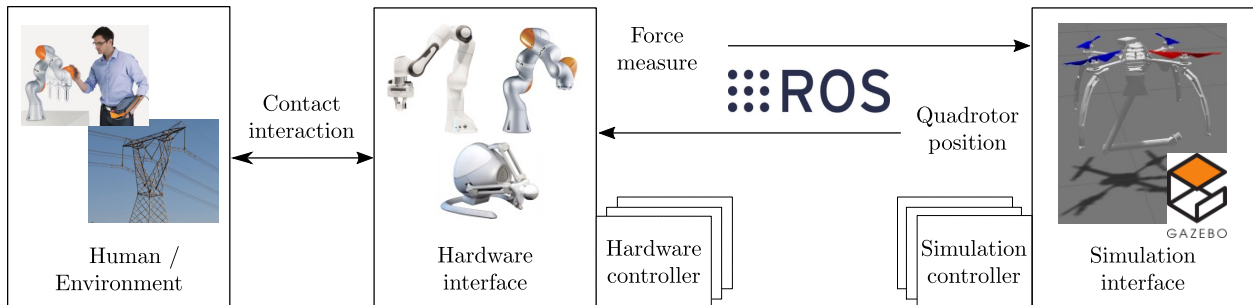 Contact
interaction
Force
measure
ROS
Quadrotor
position
Human /
Environment
Hardware
interface
Hardware
controller
Simulation
controller
GAZEBO
Simulation
interface